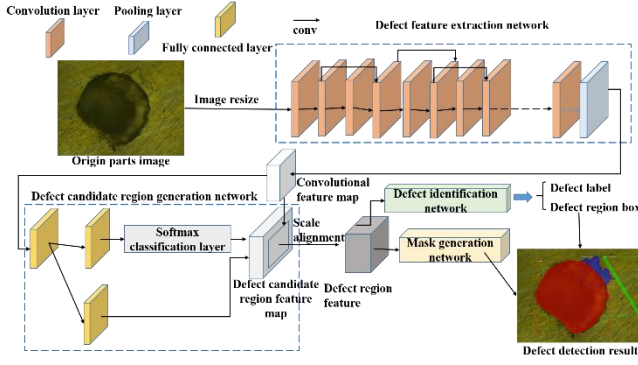 Convolution layer
Pooling layer
Fully connected layer
conv
Defect feature extraction network
Image resize
Origin parts image
Convolutional
feature map
Defect candidate region generation network
Softmax
classification layer
Scale
alignment
Defect candidate
region feature
map
Defect region
feature
Defect identification
network
Mask generation
network
Defect label
Defect region box
Defect detection result